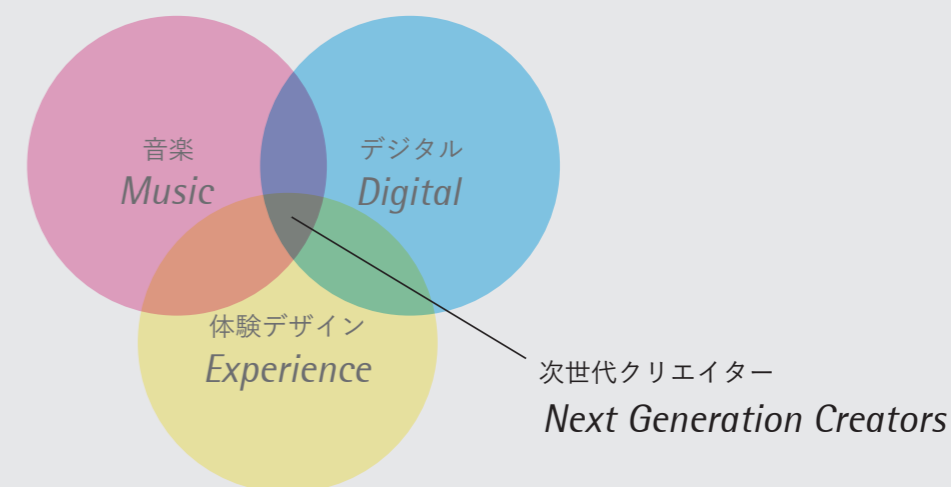 音楽
Music
デジタル
Digital
体験デザイン
Experience
次世代クリエイター
Next Generation Creators